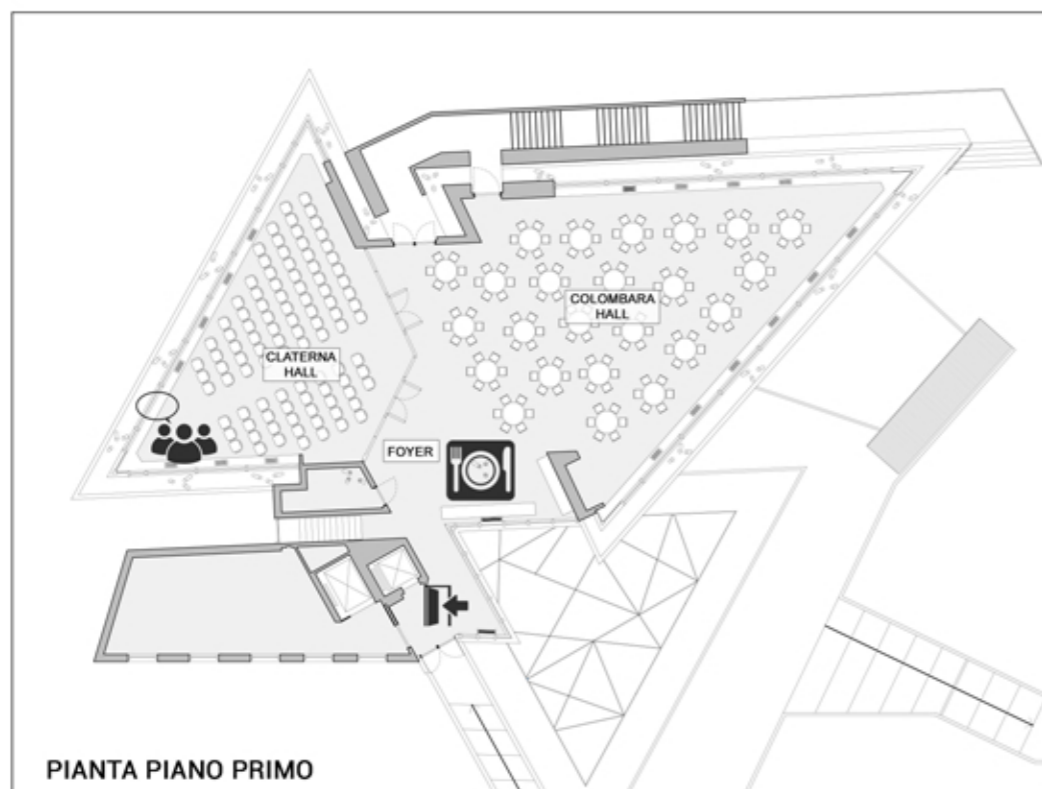 COLOMBARA
HALL
CLATERNA
HALL
FOYER
PIANTA PIANO PRIMO